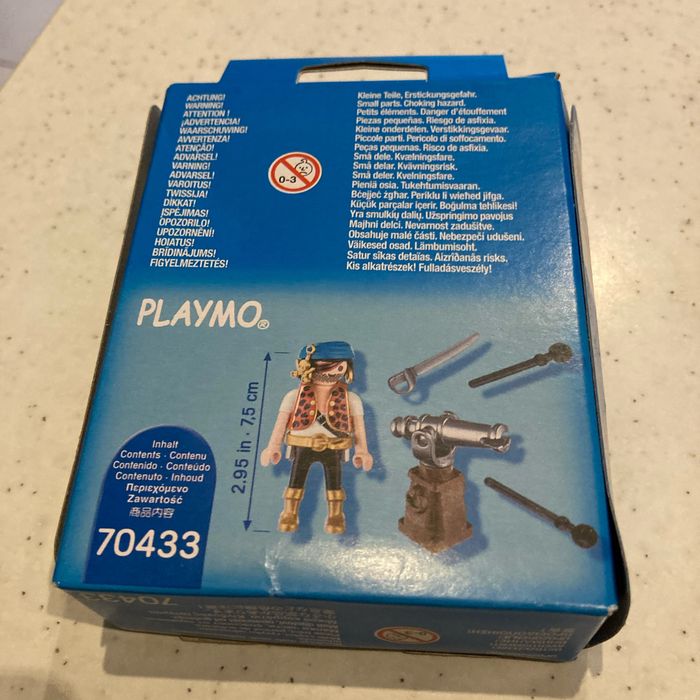 ACHTUNG!
WARNING!
ATTENTION !
¡ADVERTENCIA!
WAARSCHUWING!
AVVERTENZA!
ATENÇÃO!
ADVARSEL!
VARNING!
ADVARSEL!
VAROITUS!
TWISSIJA!
DİKKAT!
ĮSPĖJIMAS!
OPOZORILO!
UPOZORNĚNÍ!
HOIATUS!
BRĪDINĀJUMS!
FIGYELMEZTETÉS!
0-3
Kleine Teile, Erstickungsgefahr.
Small parts. Choking hazard.
Petits éléments. Danger d'étouffement
Piezas pequeñas. Riesgo de asfixia.
Kleine onderdelen. Verstikkingsgevaar.
Piccole parti. Pericolo di soffocamento.
Peças pequenas. Risco de asfixia.
Små dele. Kvælningsfare.
Små delar. Kvävningsrisk.
Små deler. Kvelningsfare.
Pieniä osia. Tukehtumisvaaran.
Bċejjeċ żgħar. Periklu li wieħed jifga.
Küçük parçalar içerir. Boğulma tehlikesi!
Yra smulkių dalių. Užspringimo pavojus
Majhni delci. Nevarnost zadušitve.
Obsahuje malé části. Nebezpečí udušení.
Väikesed osad. Lämbumisoht.
Satur sīkas detaļas. Aizrīšanās risks.
Kis alkatrészek! Fulladásveszély!
PLAYMO®
2.95 in - 7,5 cm
Inhalt
Contents - Contenu
Contenido - Conteúdo
Contenuto - Inhoud
Περιεχόμενο
Zawartość
商品内容
70433
70433
0-3